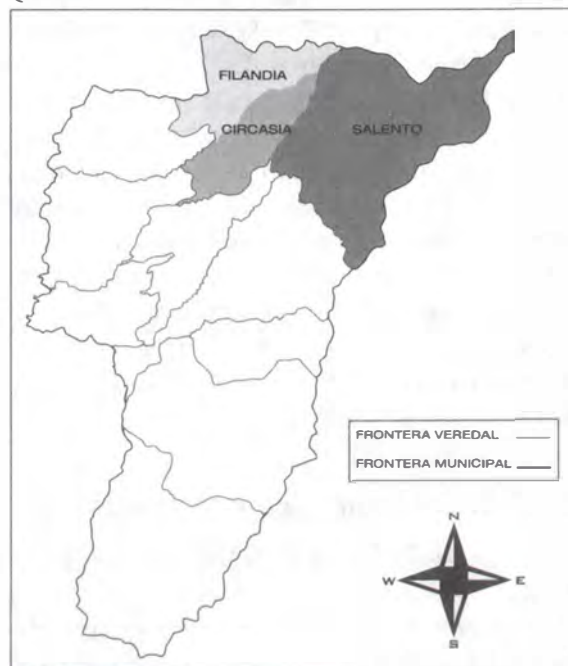 FILANDIA
CIRCASIA
SALENTO
FRONTERA VEREDAL
FRONTERA MUNICIPAL
N
W
E
S